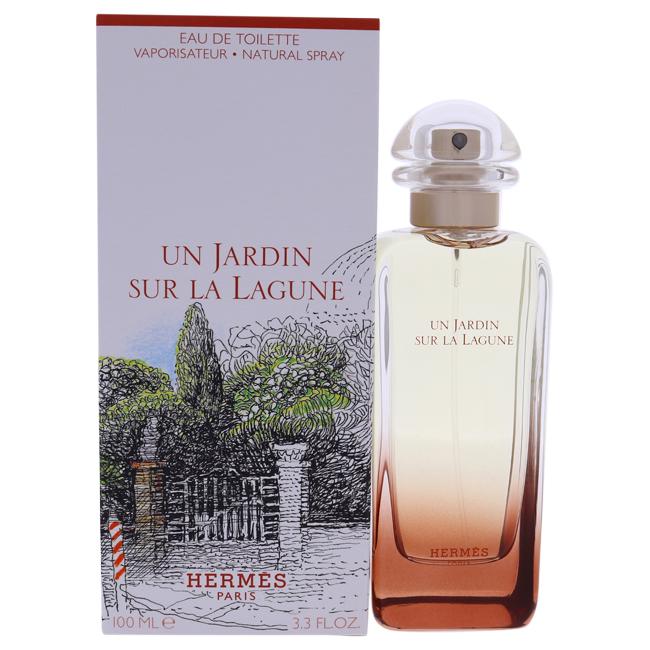 EAU DE TOILETTE
VAPORISATEUR • NATURAL SPRAY
UN JARDIN
SUR LA LAGUNE
HERMÈS
PARIS
100 ML ℮ 3.3 FL.OZ.
UN JARDIN
SUR LA LAGUNE
HERMÈS
PARIS